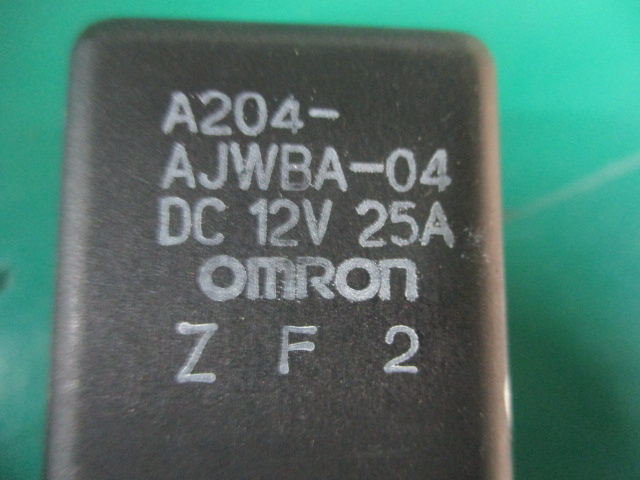 A204-
AJWBA-04
DC 12V 25A
OMRON
Z F 2